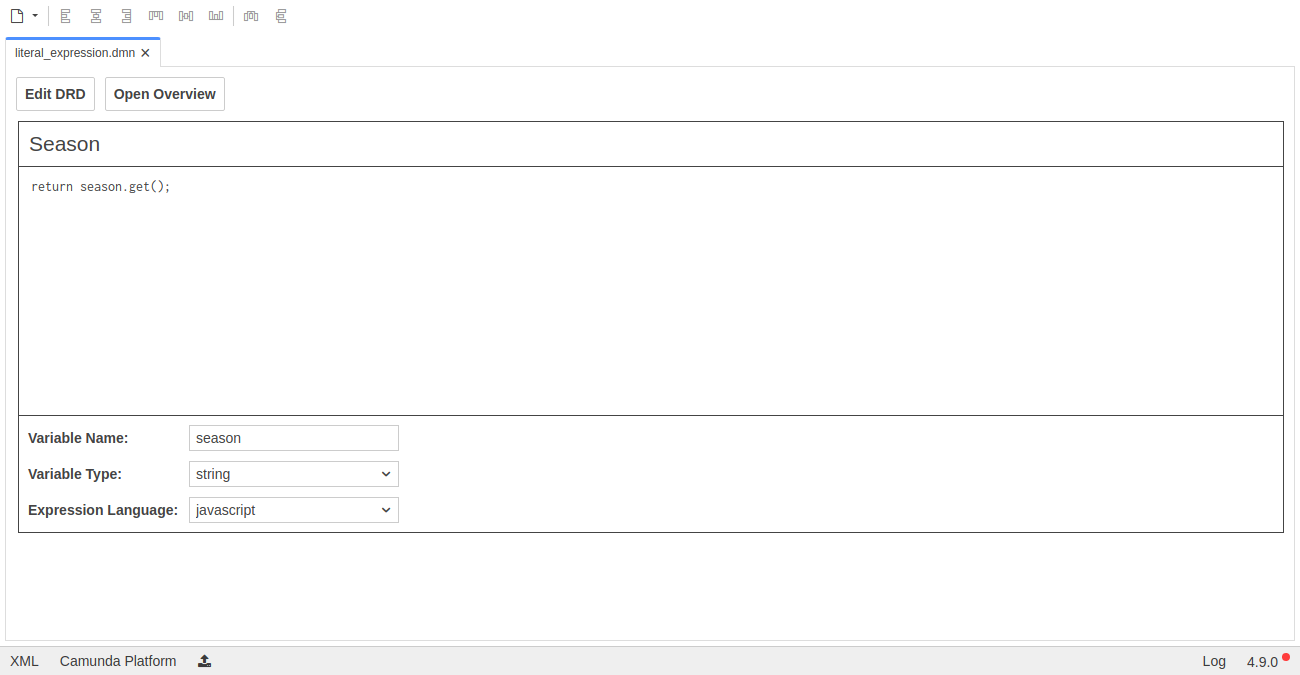 literal_expression.dmn
Edit DRD Open Overview
Season
return season.get();
Variable Name: season
Variable Type: string
Expression Language: javascript
XML Camunda Platform Log 4.9.0